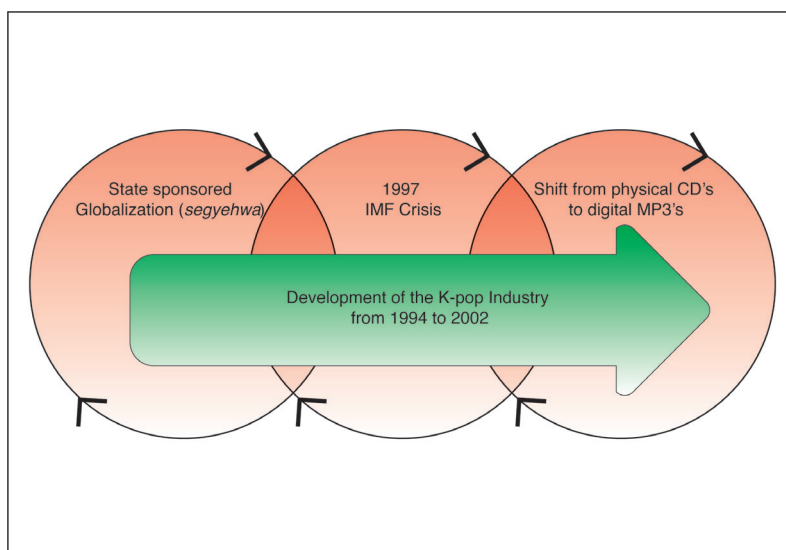 State sponsored
Globalization (segyehwa)
1997
IMF Crisis
Shift from physical CD's
to digital MP3's
Development of the K-pop Industry
from 1994 to 2002